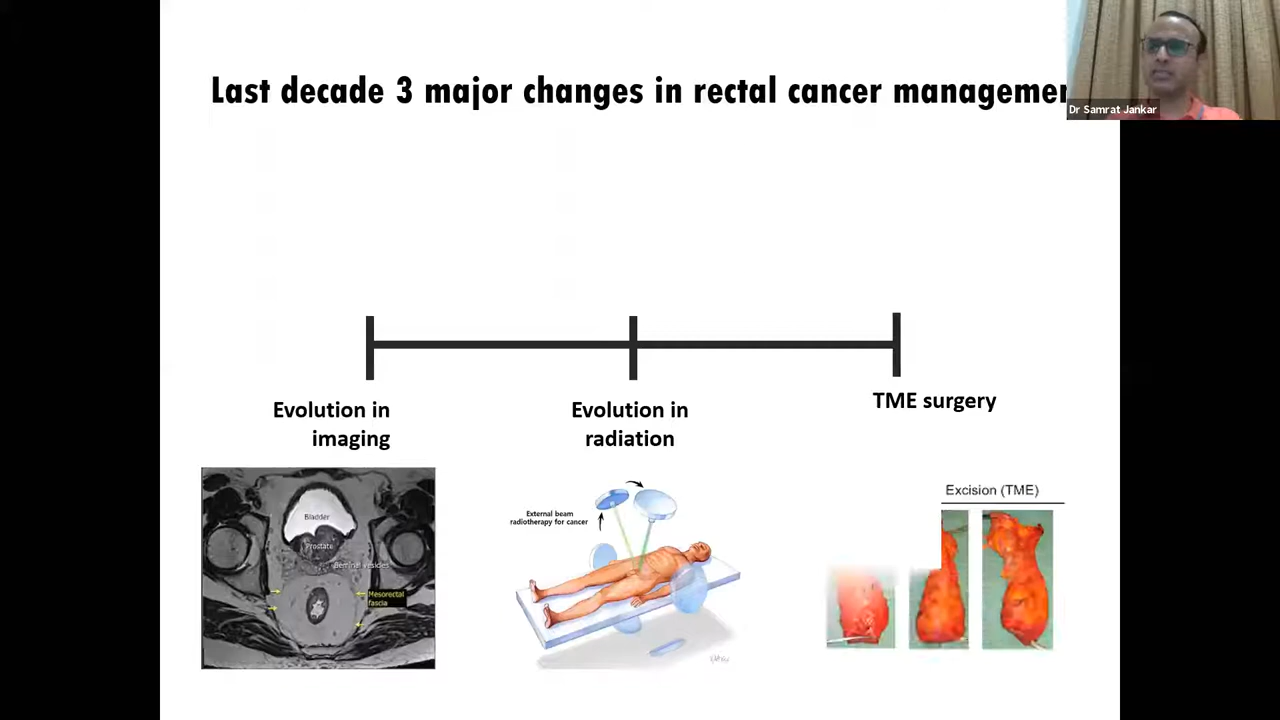 Last decade 3 major changes in rectal cancer managemen
Dr Samrat Jankar
Evolution in
imaging
Evolution in
radiation
TME surgery
Bladder
Prostate
Seminal vesicles
Mesorectal
fascia
External beam
radiotherapy for cancer
Excision (TME)